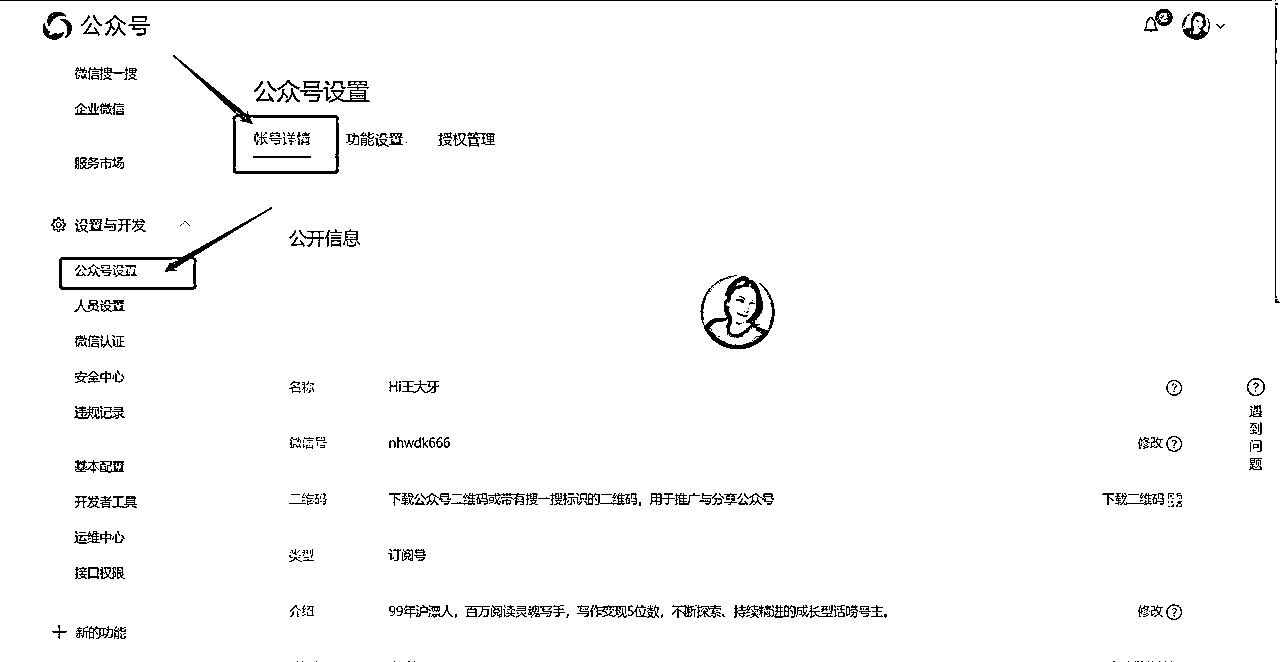 公众号
微信搜一搜
企业微信
服务市场
设置与开发
公众号设置
人员设置
微信认证
安全中心
违规记录
基本配置
开发者工具
运维中心
接口权限
新的功能
公众号设置
帐号详情 功能设置 授权管理
公开信息
名称 Hi王大牙
微信号 nhwdk666 修改
二维码 下载公众号二维码或带有搜一搜标识的二维码，用于推广与分享公众号 下载二维码
类型 订阅号
介绍 99年沪漂人，百万阅读灵魂写手，写作变现5位数，不断探索、持续精进的成长型话唠号主。 修改
遇到问题